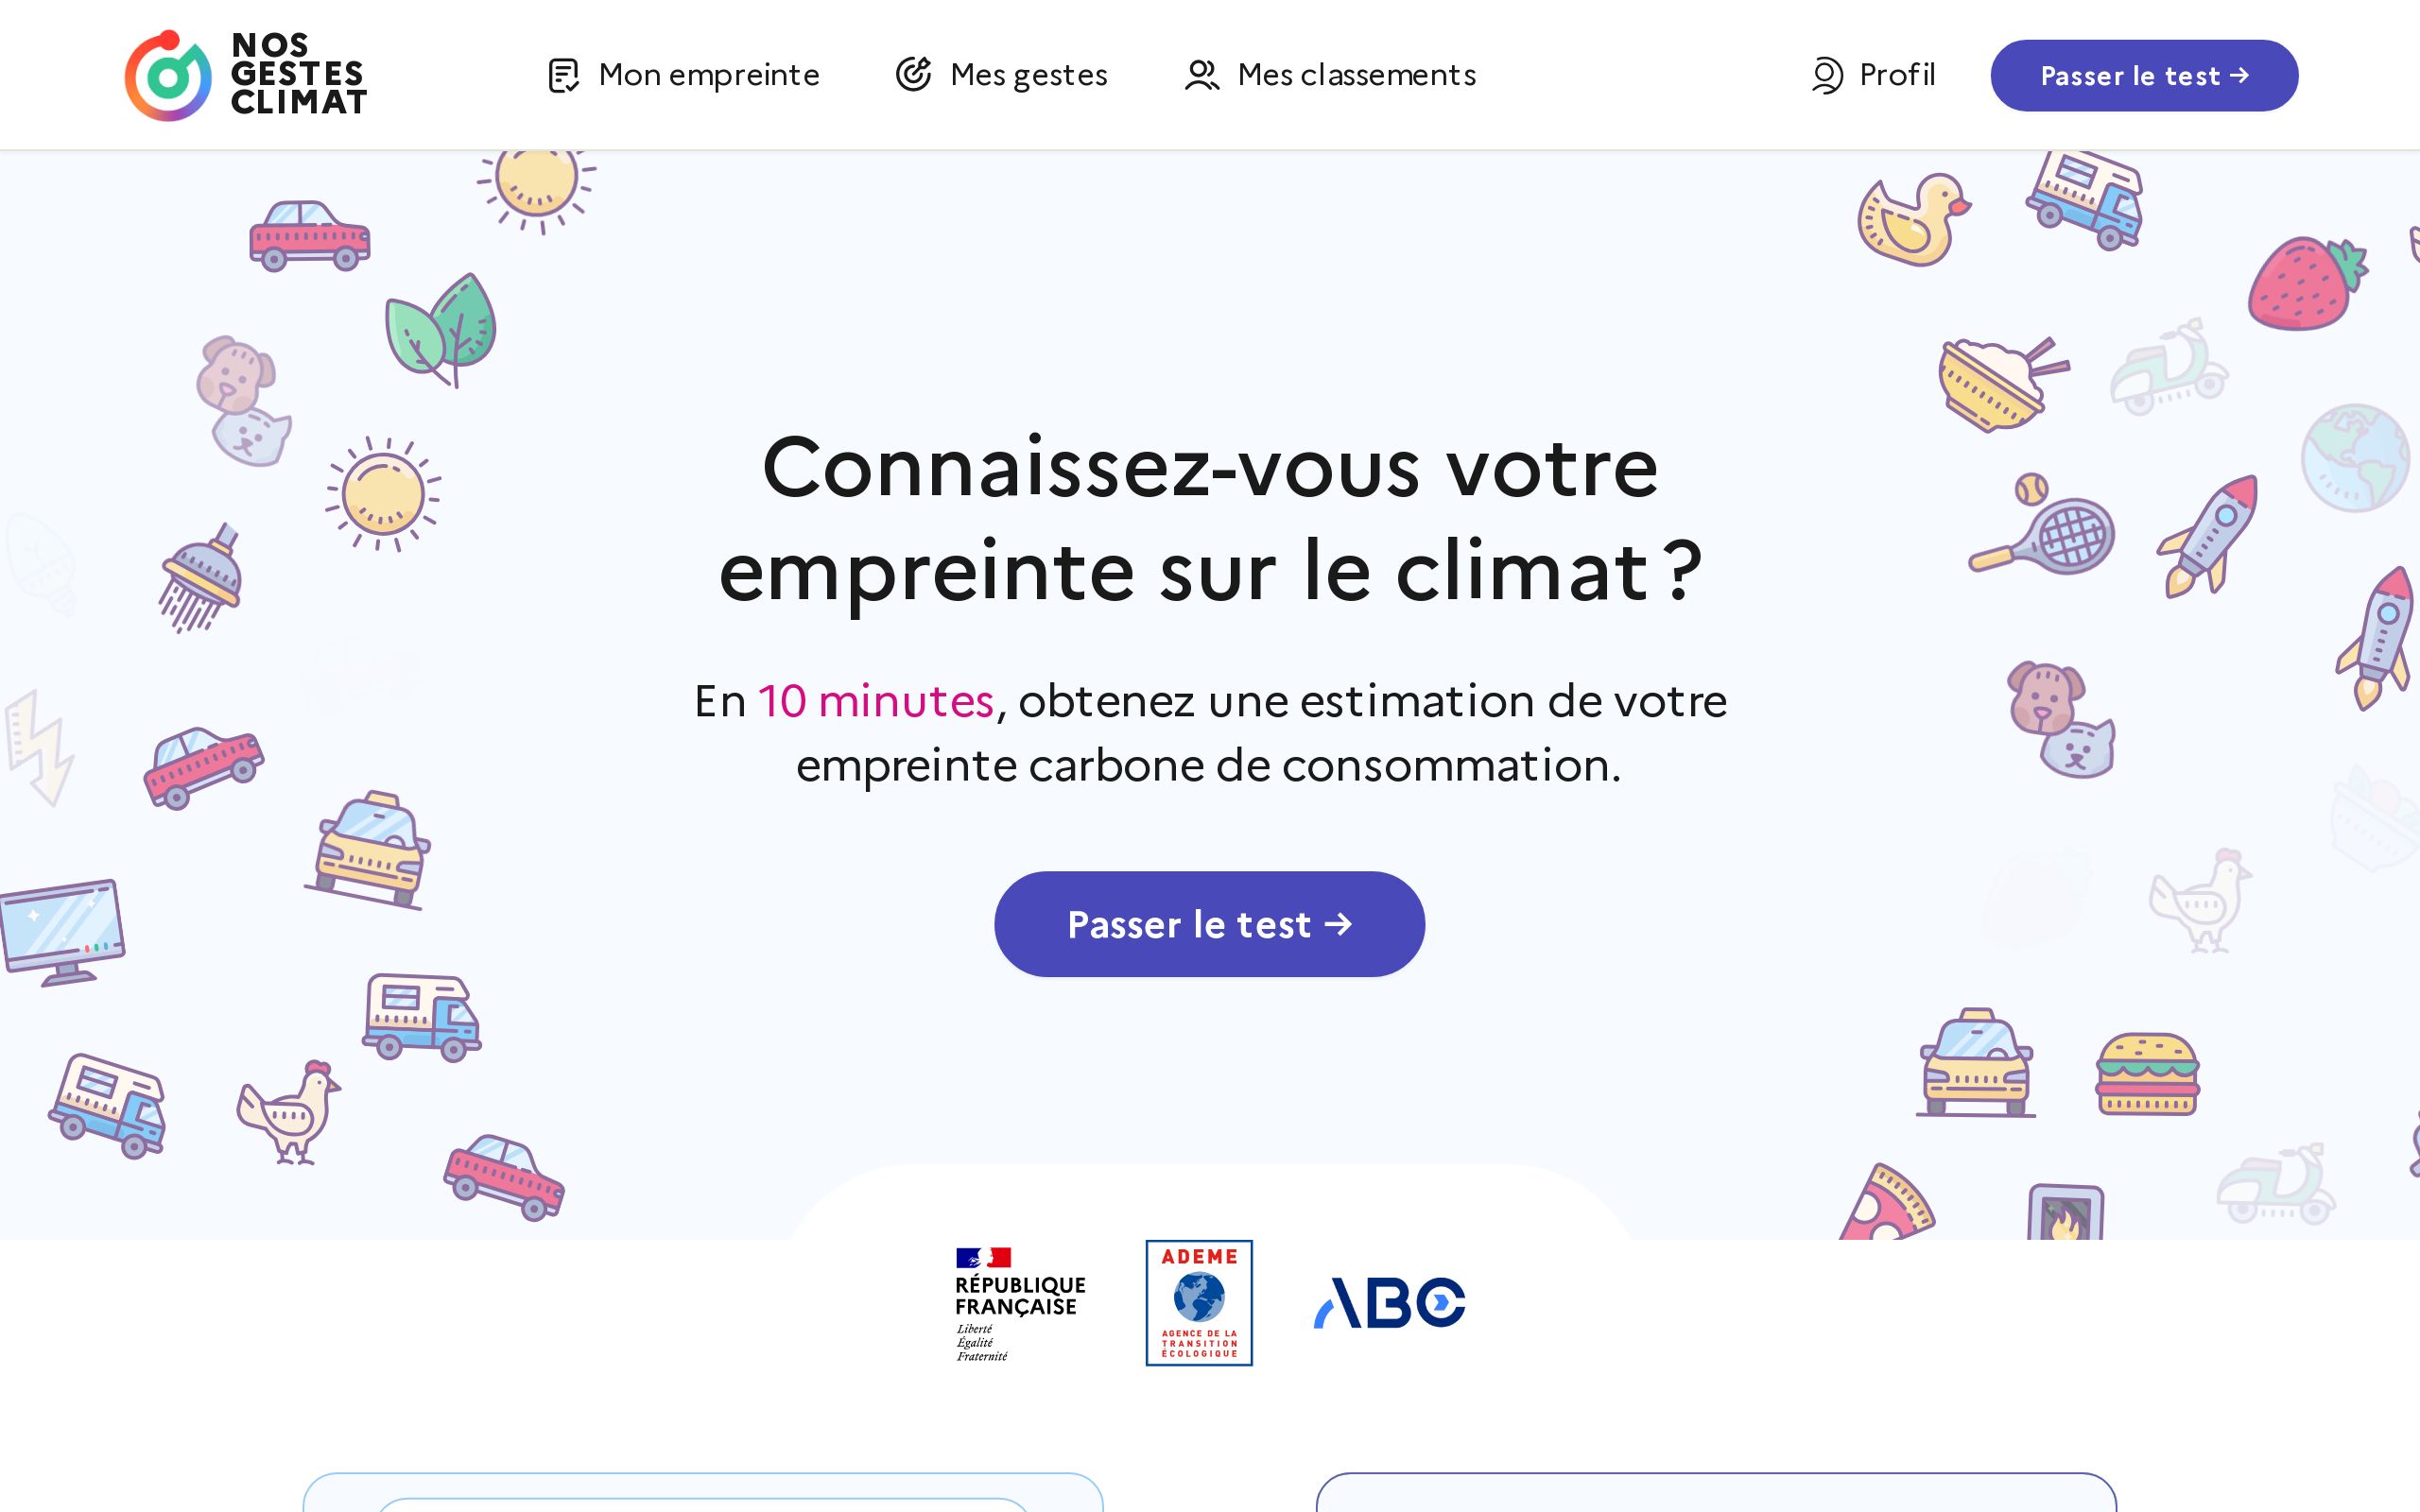 NOS
GESTES
CLIMAT
Mon empreinte
Mes gestes
Mes classements
Profil
Passer le test →
Connaissez-vous votre
empreinte sur le climat ?
En 10 minutes, obtenez une estimation de votre
empreinte carbone de consommation.
Passer le test →
RÉPUBLIQUE
FRANÇAISE
Liberté
Égalité
Fraternité
ADEME
AGENCE DE LA
TRANSITION
ÉCOLOGIQUE
ABC